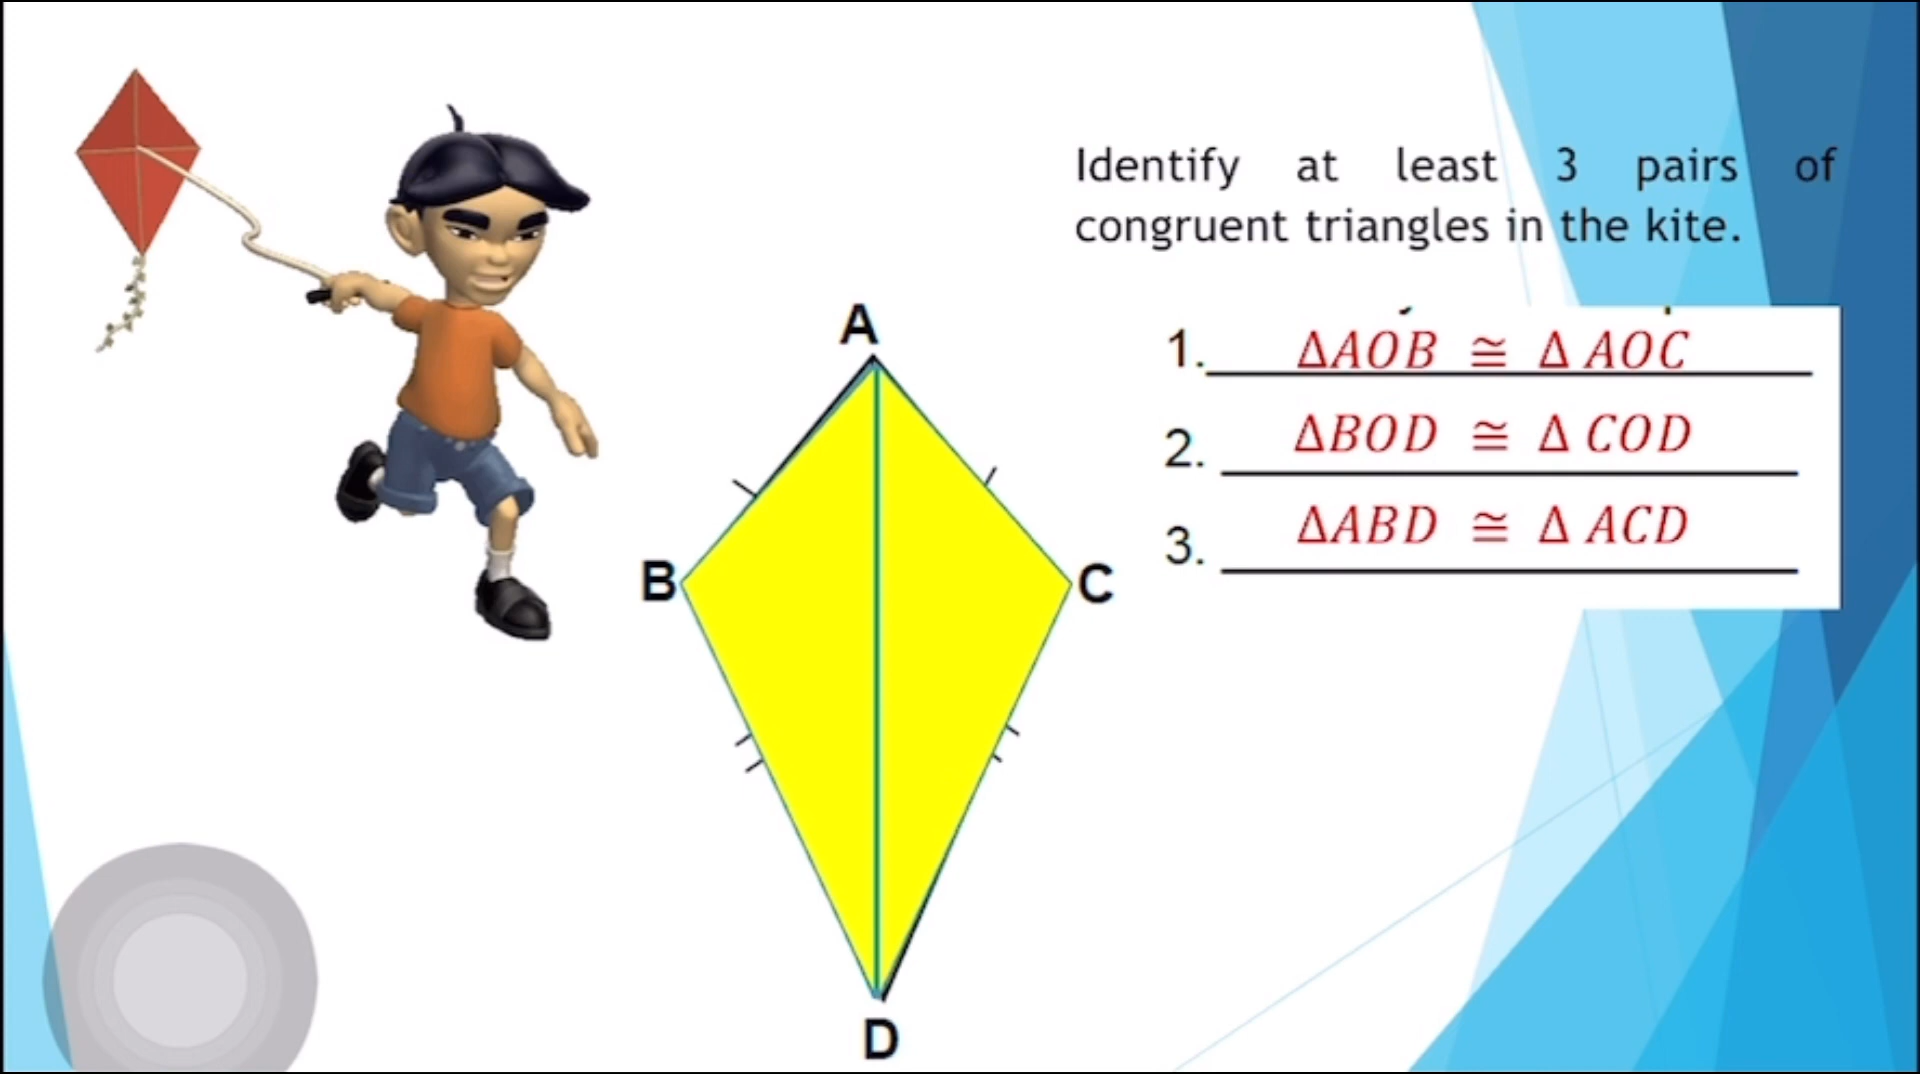 Identify at least 3 pairs of
congruent triangles in the kite.
1. ΔAOB ≅ Δ AOC
2. ΔBOD ≅ Δ COD
3. ΔABD ≅ Δ ACD
A
B
C
D